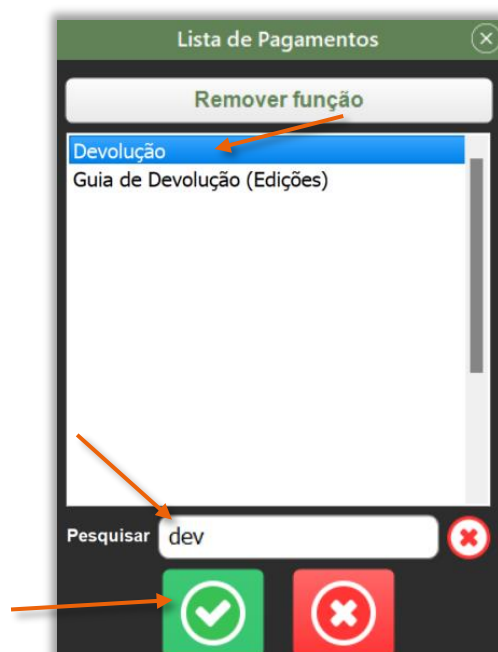 Lista de Pagamentos
Remover função
Devolução
Guia de Devolução (Edições)
Pesquisar dev